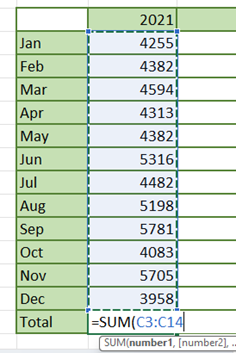 2021
Jan 4255
Feb 4382
Mar 4594
Apr 4313
May 4382
Jun 5316
Jul 4482
Aug 5198
Sep 5781
Oct 4083
Nov 5705
Dec 3958
Total =SUM(C3:C14
SUM(number1, [number2], ..